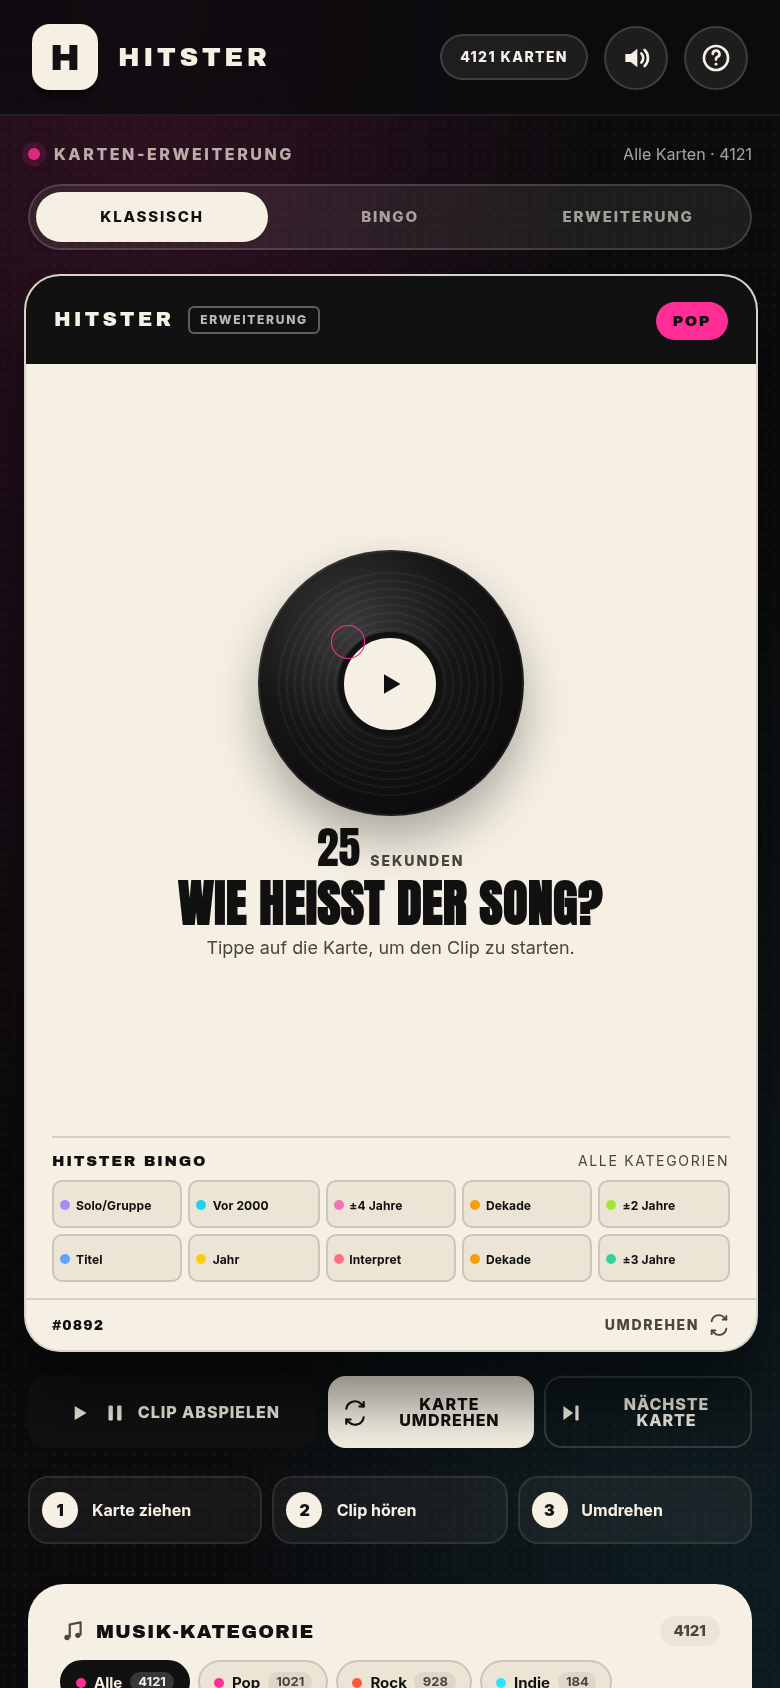 H HITSTER 4121 KARTEN
KARTEN-ERWEITERUNG Alle Karten · 4121
KLASSISCH BINGO ERWEITERUNG
HITSTER ERWEITERUNG POP
25 SEKUNDEN
WIE HEISST DER SONG?
Tippe auf die Karte, um den Clip zu starten.
HITSTER BINGO ALLE KATEGORIEN
Solo/Gruppe Vor 2000 ±4 Jahre Dekade ±2 Jahre
Titel Jahr Interpret Dekade ±3 Jahre
#0892 UMDREHEN
CLIP ABSPIELEN
KARTE
UMDREHEN
NÄCHSTE
KARTE
1 Karte ziehen 2 Clip hören 3 Umdrehen
MUSIK-KATEGORIE 4121
Alle 4121 Pop 1021 Rock 928 Indie 184